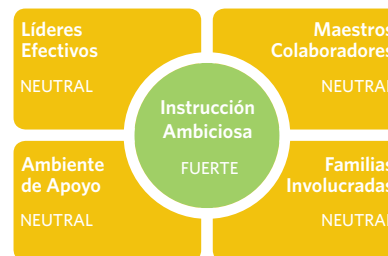 Líderes
Efectivos
NEUTRAL
Maestros
Colaboradores
NEUTRAL
Instrucción
Ambiciosa
FUERTE
Ambiente
de Apoyo
NEUTRAL
Familias
Involucradas
NEUTRAL